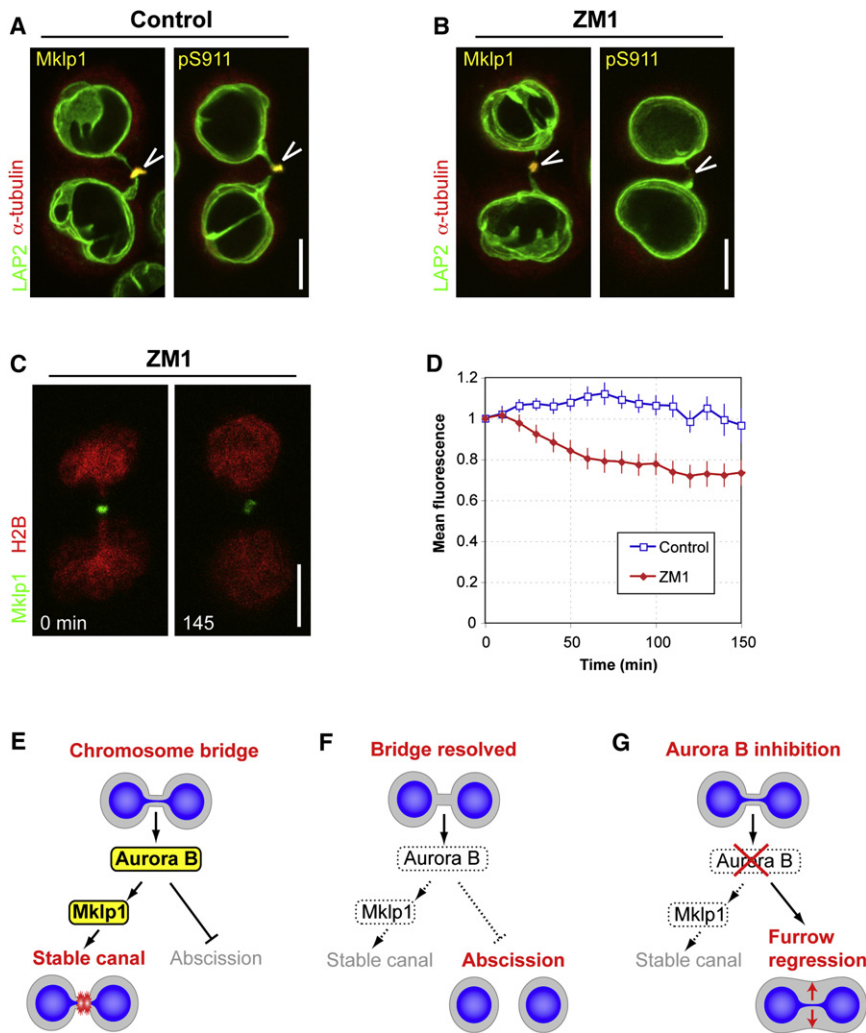 A
Control
Mklp1
pS911
LAP2 α-tubulin
B
ZM1
Mklp1
pS911
LAP2 α-tubulin
C
ZM1
Mklp1 H2B
0 min
145
D
Mean fluorescence
1.2
1
0.8
0.6
0.4
0.2
0
0
50
100
150
Time (min)
Control
ZM1
E
Chromosome bridge
Aurora B
Mklp1
Stable canal
Abscission
F
Bridge resolved
Aurora B
Mklp1
Stable canal
Abscission
G
Aurora B inhibition
Aurora B
Mklp1
Stable canal
Furrow
regression